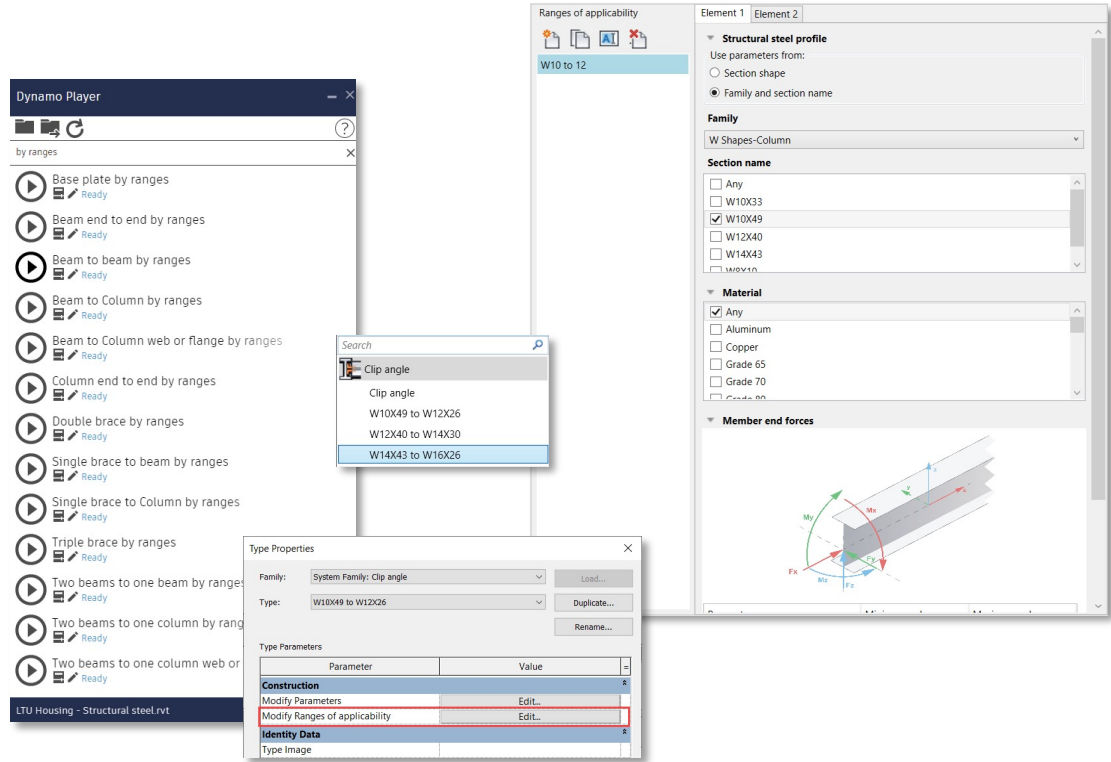 Dynamo Player
by ranges
Base plate by ranges
Ready
Beam end to end by ranges
Ready
Beam to beam by ranges
Ready
Beam to Column by ranges
Ready
Beam to Column web or flange by ranges
Ready
Column end to end by ranges
Ready
Double brace by ranges
Ready
Single brace to beam by ranges
Ready
Single brace to Column by ranges
Ready
Triple brace by ranges
Ready
Two beams to one beam by ranges
Ready
Two beams to one column by rang
Ready
Two beams to one column web or
Ready
LTU Housing - Structural steel.rvt
Search
Clip angle
Clip angle
W10X49 to W12X26
W12X40 to W14X30
W14X43 to W16X26
Type Properties
Family: System Family: Clip angle Load...
Type: W10X49 to W12X26 Duplicate...
Rename...
Type Parameters
Parameter Value =
Construction
Modify Parameters Edit...
Modify Ranges of applicability Edit...
Identity Data
Type Image
Ranges of applicability
W10 to 12
Element 1 Element 2
Structural steel profile
Use parameters from:
Section shape
Family and section name
Family
W Shapes-Column
Section name
Any
W10X33
W10X49
W12X40
W14X43
W8X10
Material
Any
Aluminum
Copper
Grade 65
Grade 70
Grade 80
Member end forces
z
y
x
My
Mx
Fy
Fx
Mz
Fz